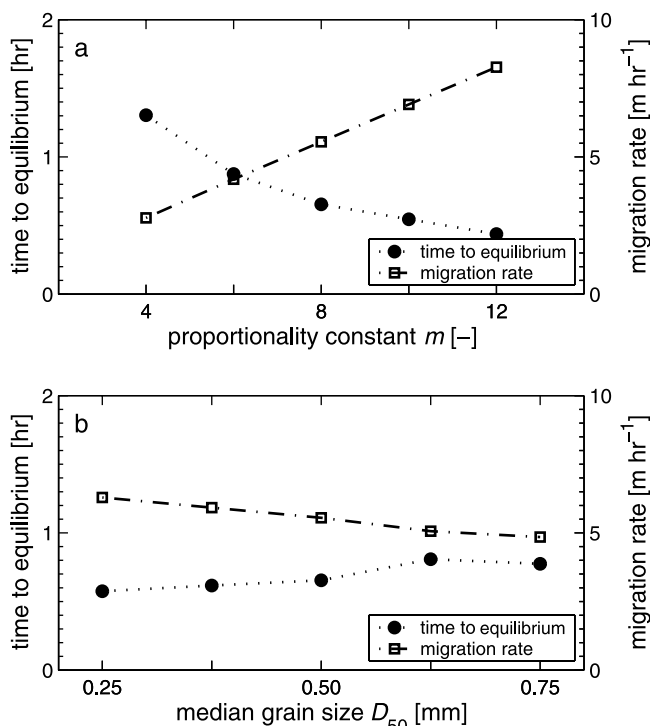 a
time to equilibrium [hr]
2
1
0
10
5
0
migration rate [m hr⁻¹]
time to equilibrium
migration rate
4
6
8
10
12
proportionality constant m [–]
b
time to equilibrium [hr]
2
1
0
10
5
0
migration rate [m hr⁻¹]
time to equilibrium
migration rate
0.25
0.50
0.75
median grain size D₅₀ [mm]